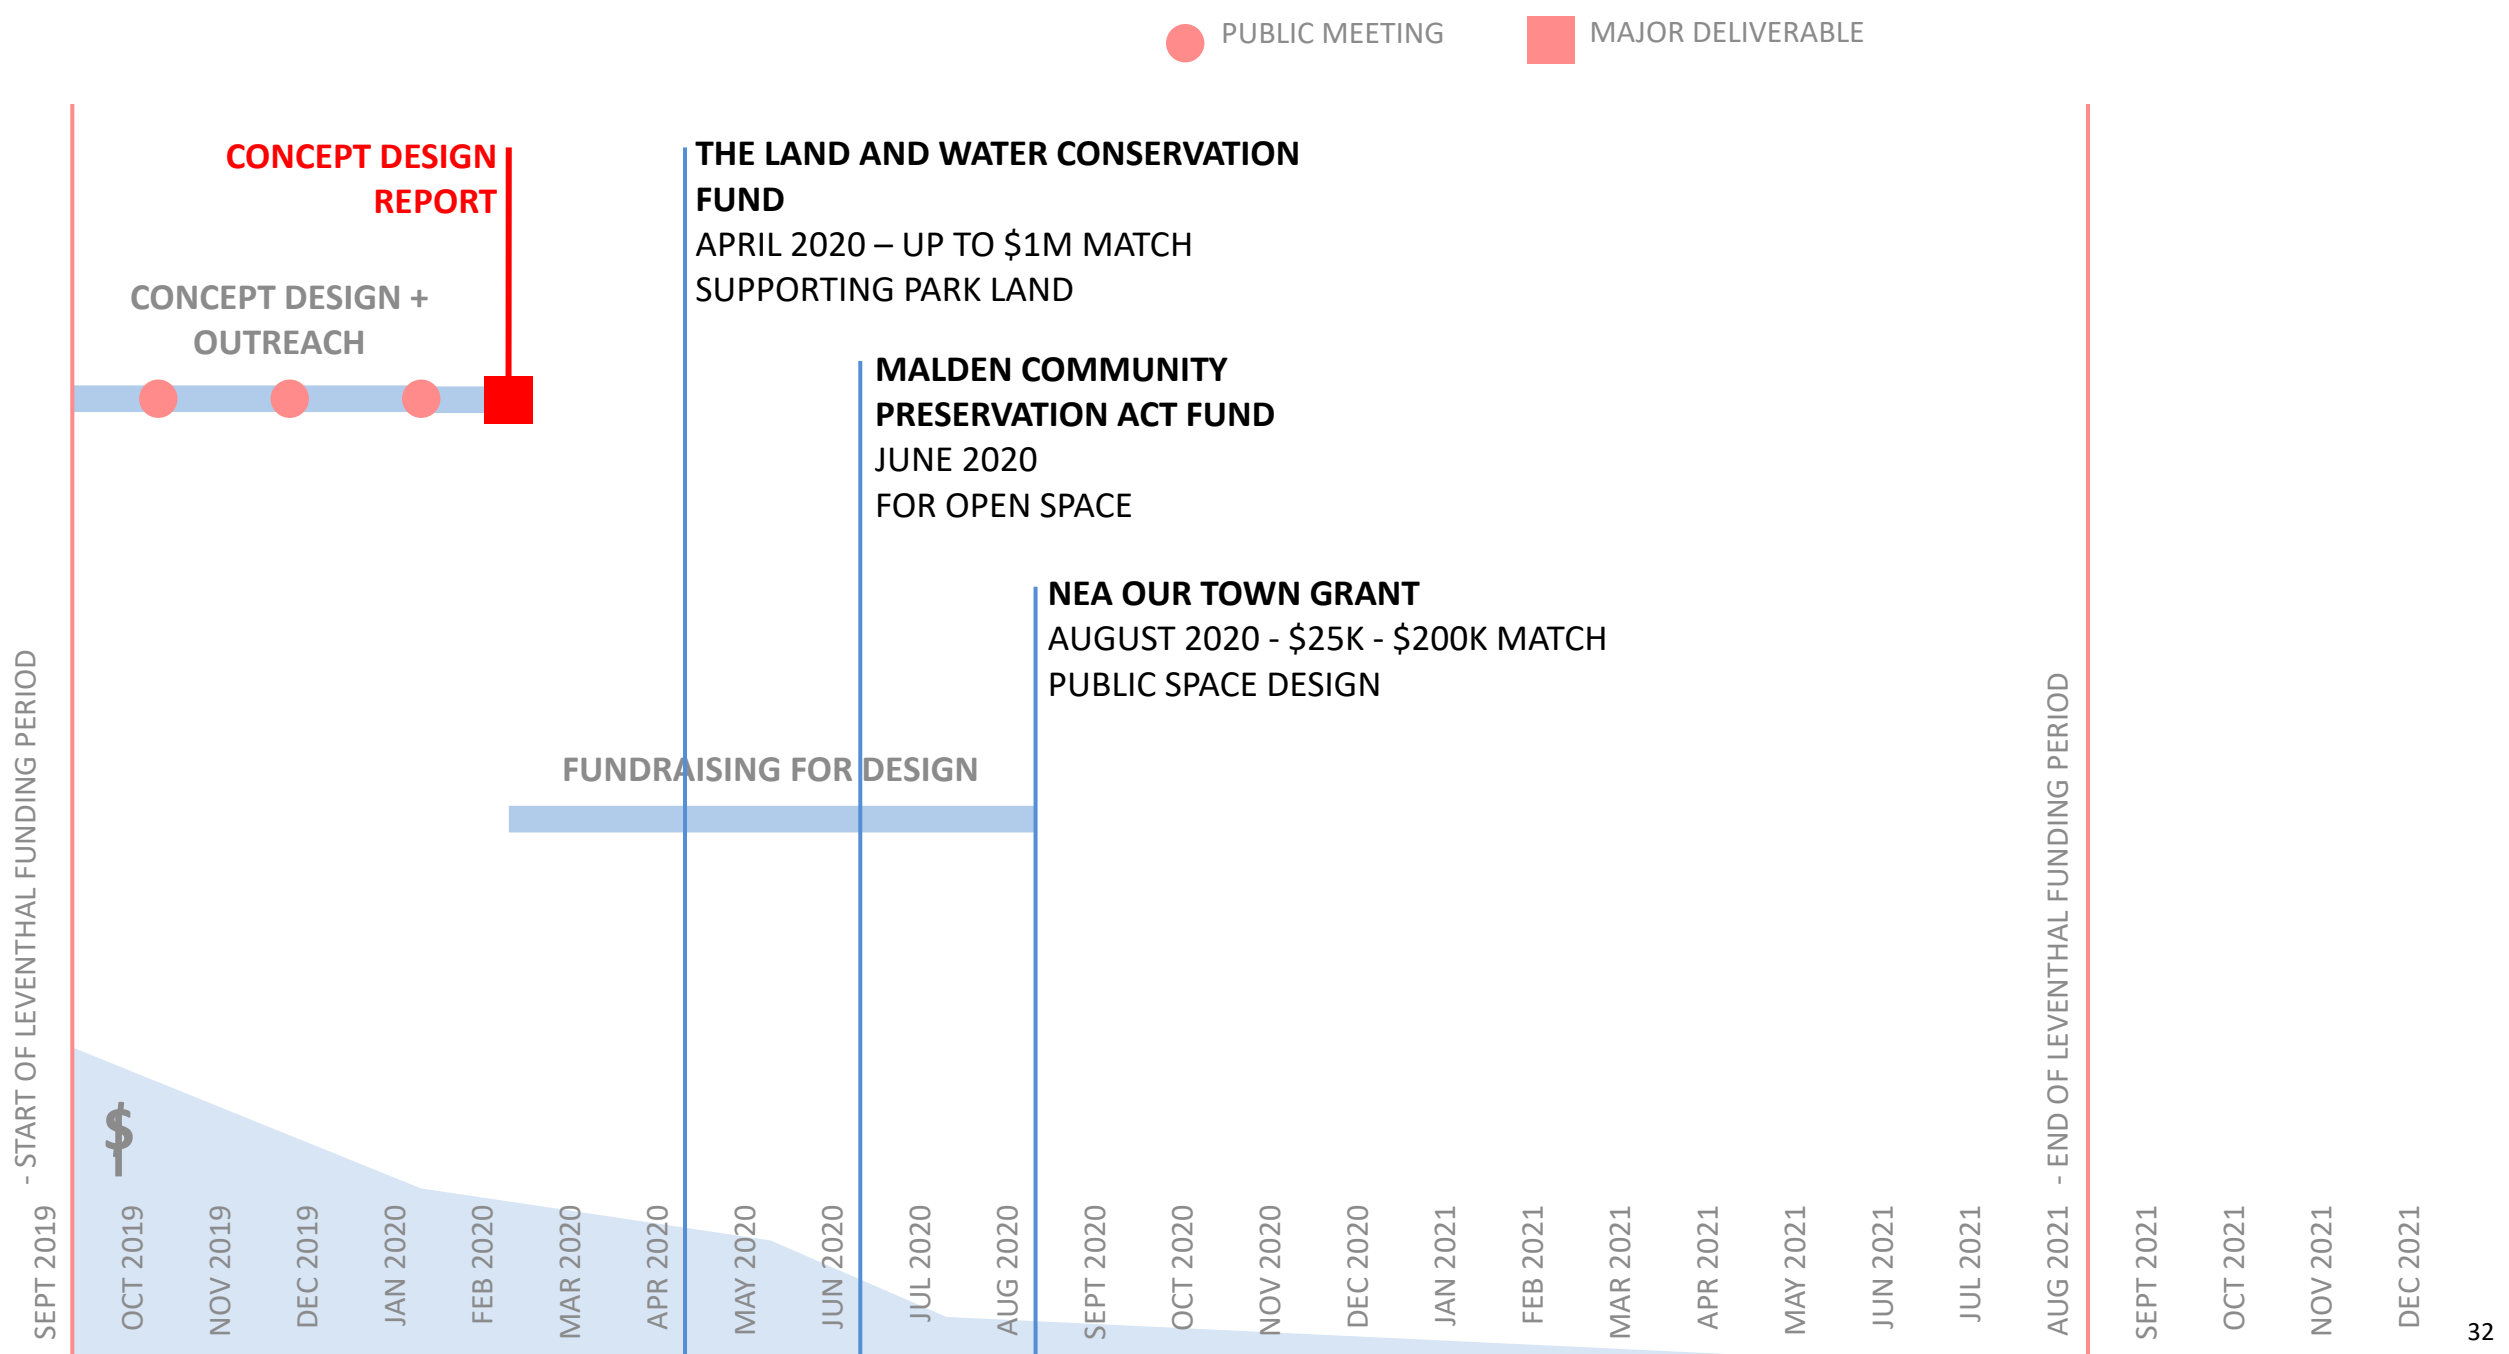 PUBLIC MEETING
MAJOR DELIVERABLE
CONCEPT DESIGN
REPORT
THE LAND AND WATER CONSERVATION
FUND
APRIL 2020 – UP TO $1M MATCH
SUPPORTING PARK LAND
CONCEPT DESIGN +
OUTREACH
MALDEN COMMUNITY
PRESERVATION ACT FUND
JUNE 2020
FOR OPEN SPACE
NEA OUR TOWN GRANT
AUGUST 2020 - $25K - $200K MATCH
PUBLIC SPACE DESIGN
FUNDRAISING FOR DESIGN
$
- START OF LEVENTHAL FUNDING PERIOD
- END OF LEVENTHAL FUNDING PERIOD
SEPT 2019
OCT 2019
NOV 2019
DEC 2019
JAN 2020
FEB 2020
MAR 2020
APR 2020
MAY 2020
JUN 2020
JUL 2020
AUG 2020
SEPT 2020
OCT 2020
NOV 2020
DEC 2020
JAN 2021
FEB 2021
MAR 2021
APR 2021
MAY 2021
JUN 2021
JUL 2021
AUG 2021
SEPT 2021
OCT 2021
NOV 2021
DEC 2021
32